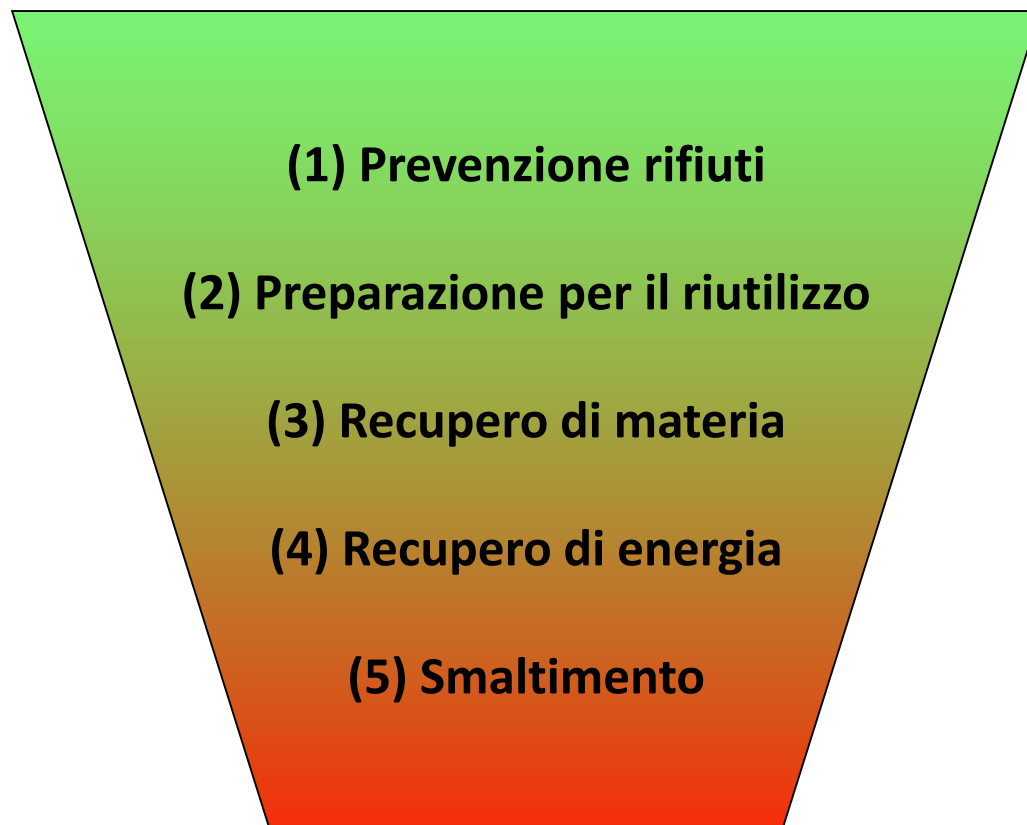 (1) Prevenzione rifiuti
(2) Preparazione per il riutilizzo
(3) Recupero di materia
(4) Recupero di energia
(5) Smaltimento